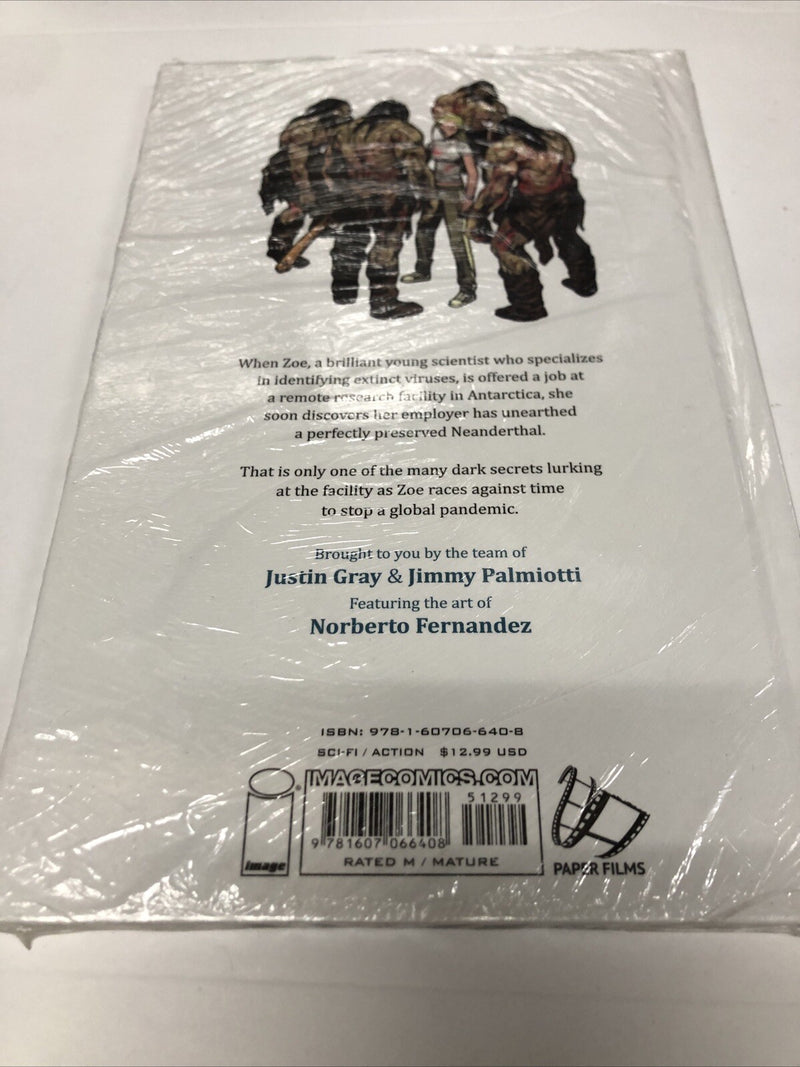 When Zoe, a brilliant young scientist who specializes
in identifying extinct viruses, is offered a job at
a remote research facility in Antarctica, she
soon discovers her employer has unearthed
a perfectly preserved Neanderthal.
That is only one of the many dark secrets lurking
at the facility as Zoe races against time
to stop a global pandemic.
Brought to you by the team of
Justin Gray & Jimmy Palmiotti
Featuring the art of
Norberto Fernandez
ISBN: 978-1-60706-640-8
SCI-FI / ACTION $12.99 USD
IMAGECOMICS.COM
51299
9 781607 066408
RATED M / MATURE
image
PAPER FILMS